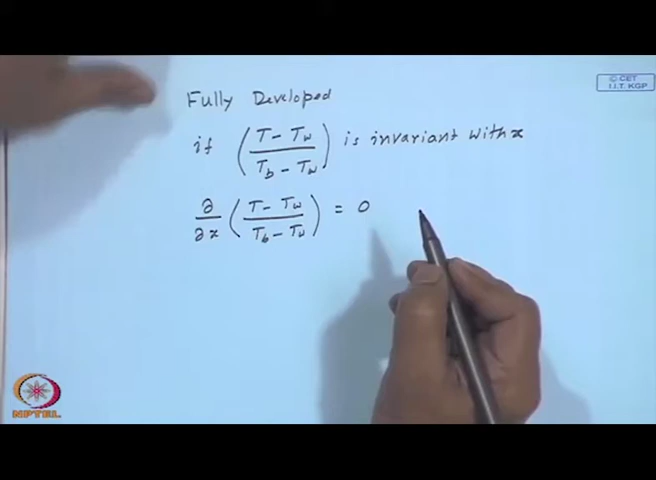 © CET
I.I.T. KGP
Fully Developed
if (T - Tw / Tb - Tw) is invariant with x
∂/∂x (T - Tw / Tb - Tw) = 0
NPTEL